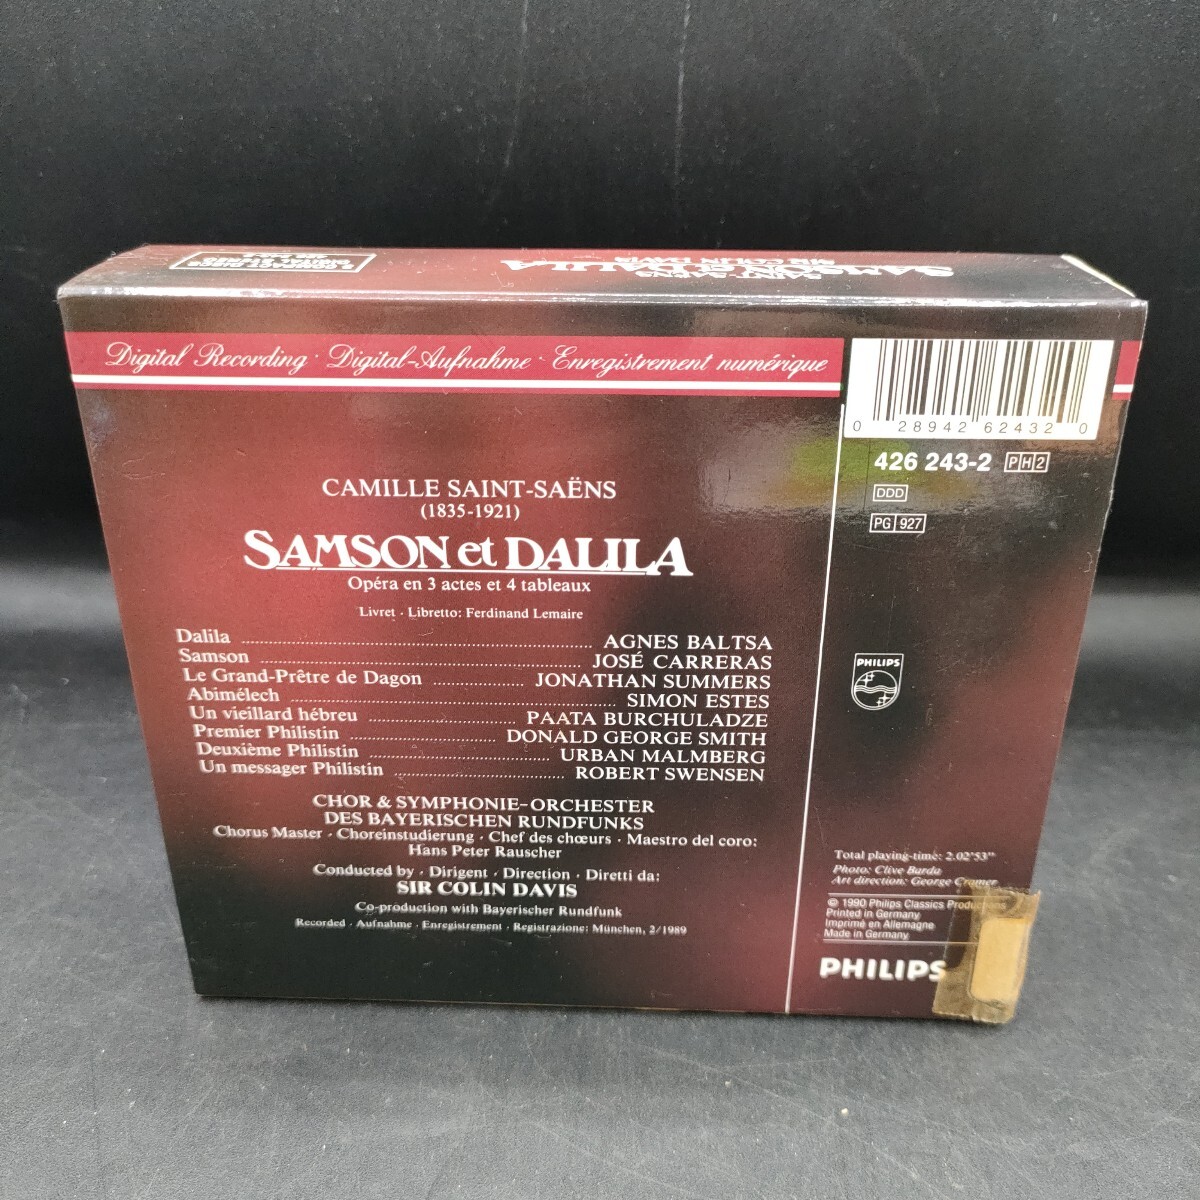 SAINT-SAËNS
SAMSON et DALILA
SIR COLIN DAVIS
Digital Recording · Digital-Aufnahme · Enregistrement numérique
0 28942 62432 0
426 243-2 PH2
DDD
PG 927
CAMILLE SAINT-SAËNS
(1835-1921)
SAMSON et DALILA
Opéra en 3 actes et 4 tableaux
Livret · Libretto: Ferdinand Lemaire
Dalila AGNES BALTSA
Samson JOSÉ CARRERAS
Le Grand-Prêtre de Dagon JONATHAN SUMMERS
Abimélech SIMON ESTES
Un vieillard hébreu PAATA BURCHULADZE
Premier Philistin DONALD GEORGE SMITH
Deuxième Philistin URBAN MALMBERG
Un messager Philistin ROBERT SWENSEN
CHOR & SYMPHONIE-ORCHESTER
DES BAYERISCHEN RUNDFUNKS
Chorus Master · Choreinstudierung · Chef des chœurs · Maestro del coro:
Hans Peter Rauscher
Conducted by · Dirigent · Direction · Diretti da:
SIR COLIN DAVIS
Co-production with Bayerischer Rundfunk
Recorded · Aufnahme · Enregistrement · Registrazione: München, 2/1989
PHILIPS
Total playing-time: 2.02'53"
Photo: Clive Barda
Art direction: George Cramer
© 1990 Philips Classics Productions
Printed in Germany
Imprimé en Allemagne
Made in Germany
PHILIPS